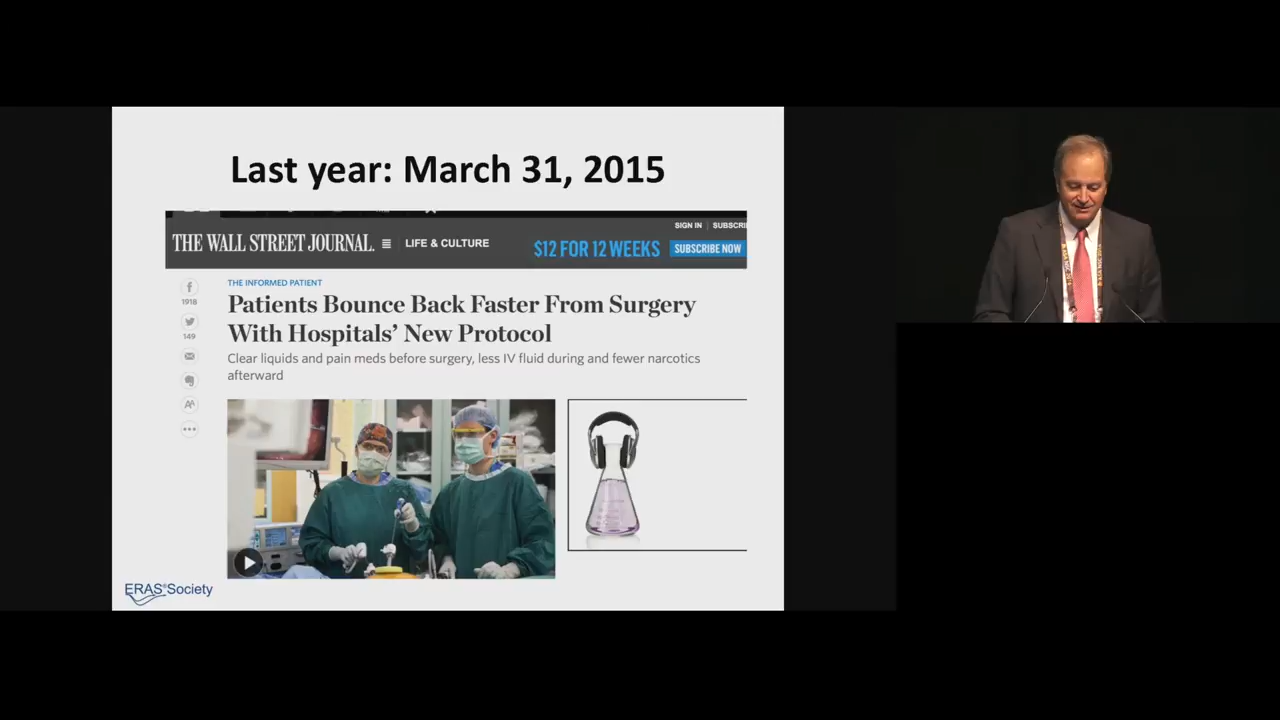 Last year: March 31, 2015
SIGN IN | SUBSCRI
THE WALL STREET JOURNAL. LIFE & CULTURE $12 FOR 12 WEEKS SUBSCRIBE NOW
THE INFORMED PATIENT
Patients Bounce Back Faster From Surgery
With Hospitals’ New Protocol
Clear liquids and pain meds before surgery, less IV fluid during and fewer narcotics
afterward
1918
149
AA
ERAS®Society